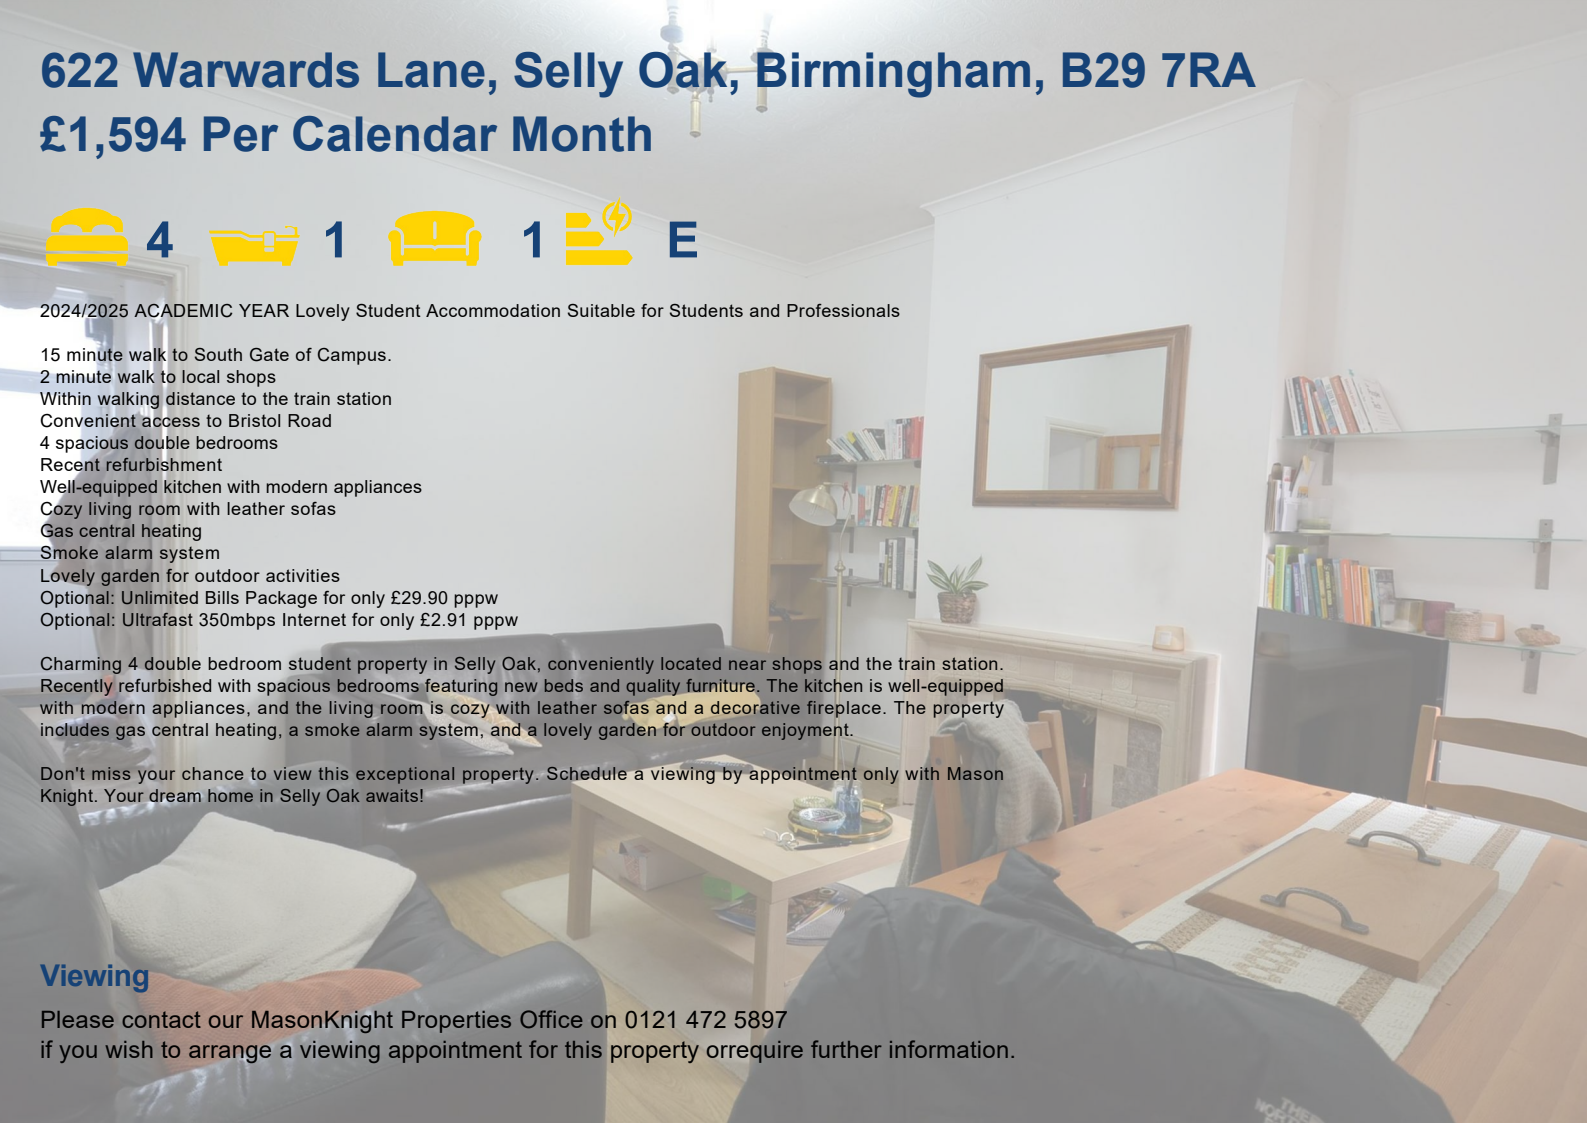 622 Warwards Lane, Selly Oak, Birmingham, B29 7RA
£1,594 Per Calendar Month
4 1 1 E
2024/2025 ACADEMIC YEAR Lovely Student Accommodation Suitable for Students and Professionals
15 minute walk to South Gate of Campus.
2 minute walk to local shops
Within walking distance to the train station
Convenient access to Bristol Road
4 spacious double bedrooms
Recent refurbishment
Well-equipped kitchen with modern appliances
Cozy living room with leather sofas
Gas central heating
Smoke alarm system
Lovely garden for outdoor activities
Optional: Unlimited Bills Package for only £29.90 pppw
Optional: Ultrafast 350mbps Internet for only £2.91 pppw
Charming 4 double bedroom student property in Selly Oak, conveniently located near shops and the train station.
Recently refurbished with spacious bedrooms featuring new beds and quality furniture. The kitchen is well-equipped
with modern appliances, and the living room is cozy with leather sofas and a decorative fireplace. The property
includes gas central heating, a smoke alarm system, and a lovely garden for outdoor enjoyment.
Don't miss your chance to view this exceptional property. Schedule a viewing by appointment only with Mason
Knight. Your dream home in Selly Oak awaits!
Viewing
Please contact our MasonKnight Properties Office on 0121 472 5897
if you wish to arrange a viewing appointment for this property orrequire further information.
THE
NORTH